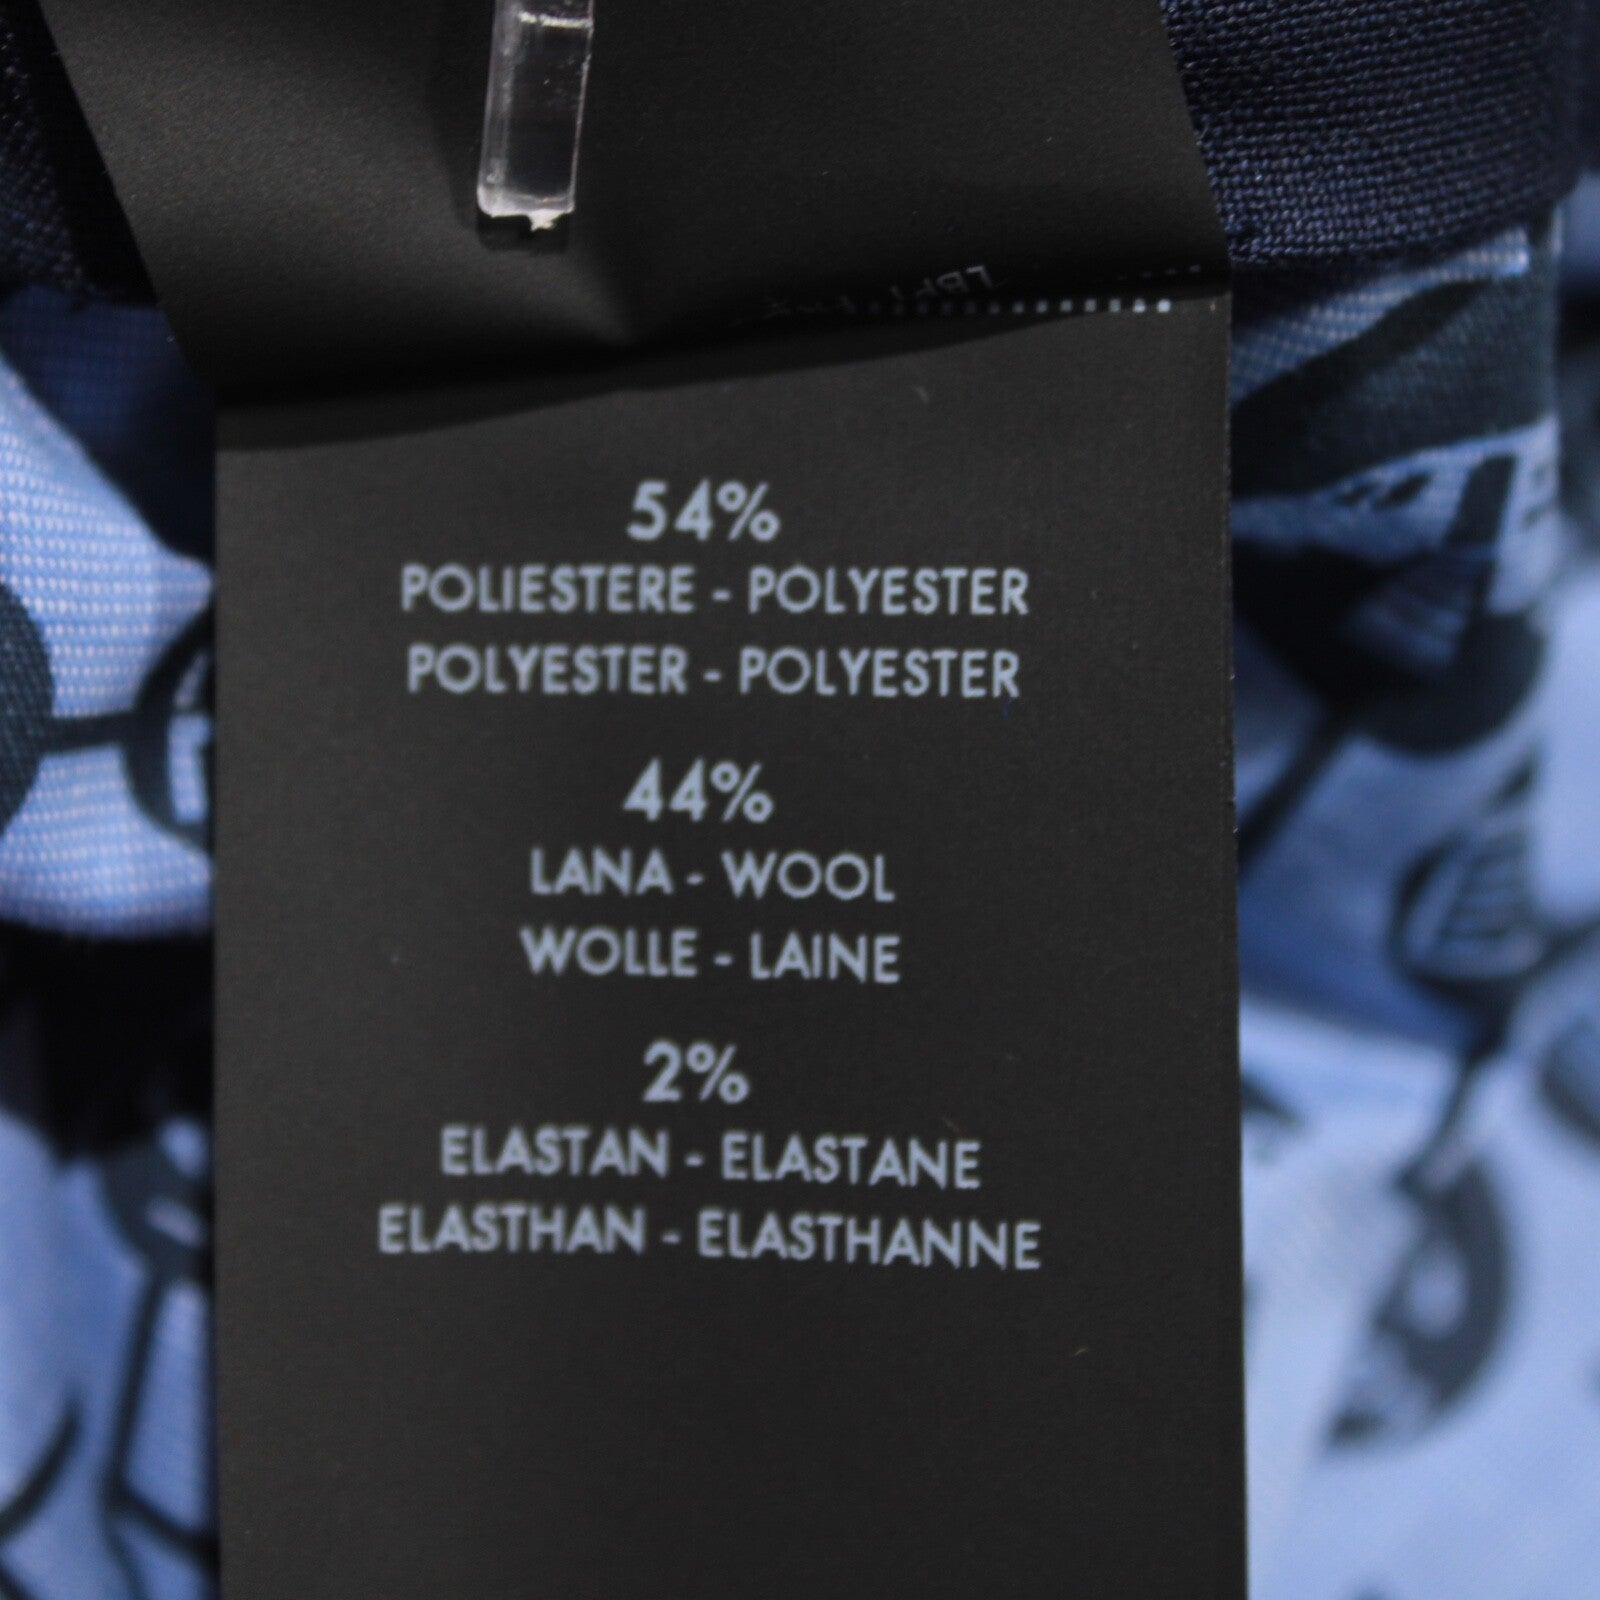 54%
POLIESTERE - POLYESTER
POLYESTER - POLYESTER
44%
LANA - WOOL
WOLLE - LAINE
2%
ELASTAN - ELASTANE
ELASTHAN - ELASTHANNE